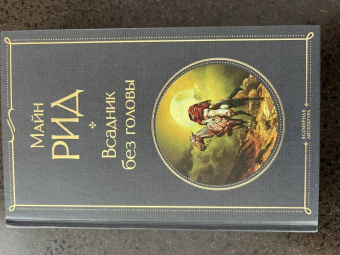 Майн
РИД
Всадник
без головы
ВСЕМИРНАЯ
ЛИТЕРАТУРА